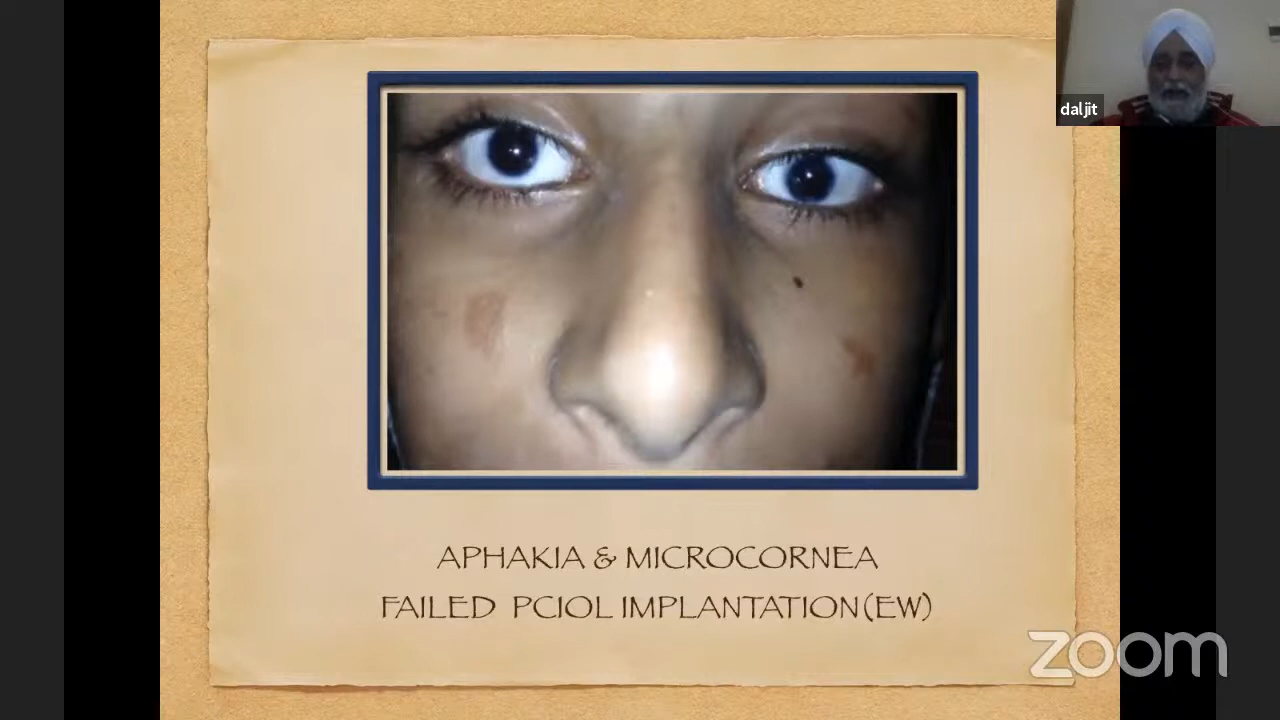 daljit
APHAKIA & MICROCORNEA
FAILED PCIOL IMPLANTATION(EW)
zoom